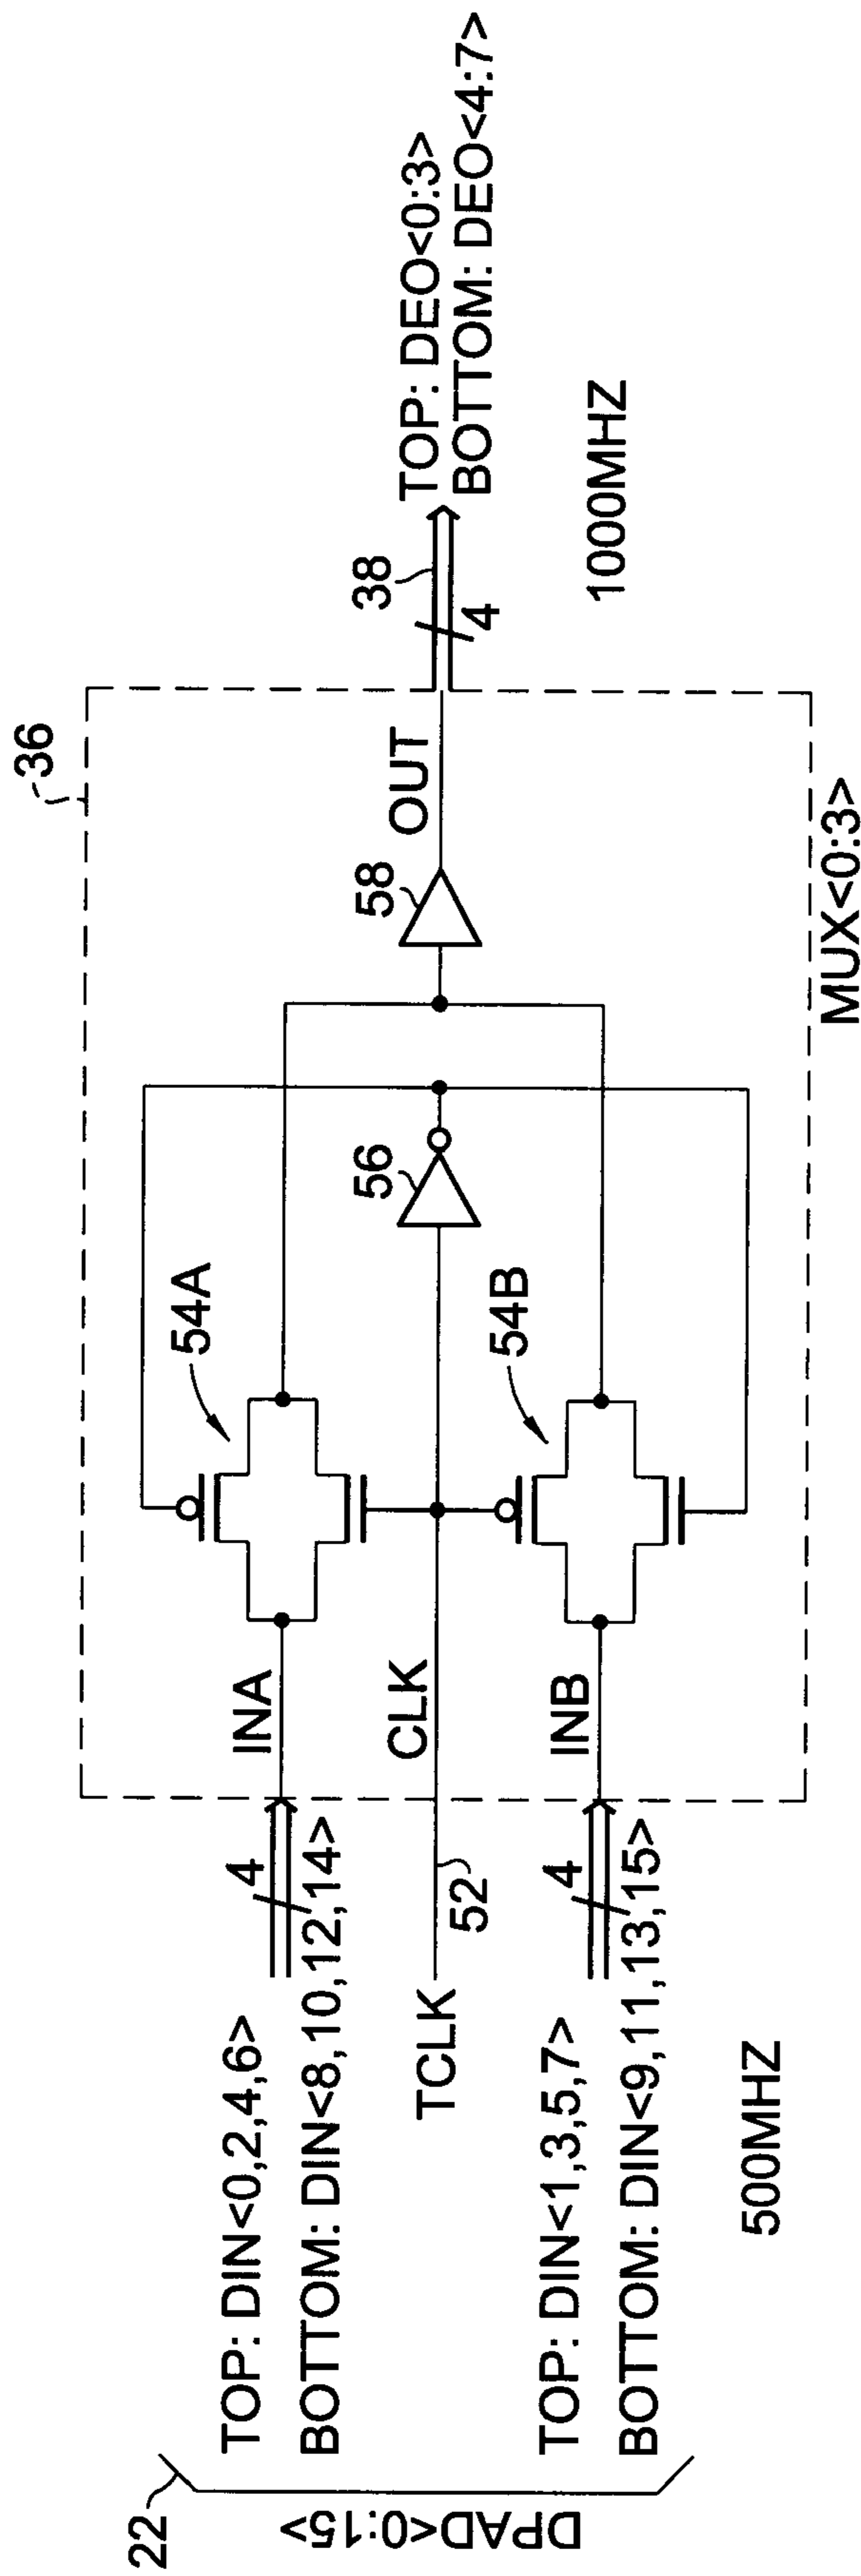 22
DPAD<0:15>
TOP: DIN<0,2,4,6>
BOTTOM: DIN<8,10,12,14>
4
INA
54A
TCLK
52
CLK
56
TOP: DIN<1,3,5,7>
BOTTOM: DIN<9,11,13,15>
4
INB
54B
500MHZ
36
58
OUT
MUX<0:3>
38
4
TOP: DEO<0:3>
BOTTOM: DEO<4:7>
1000MHZ